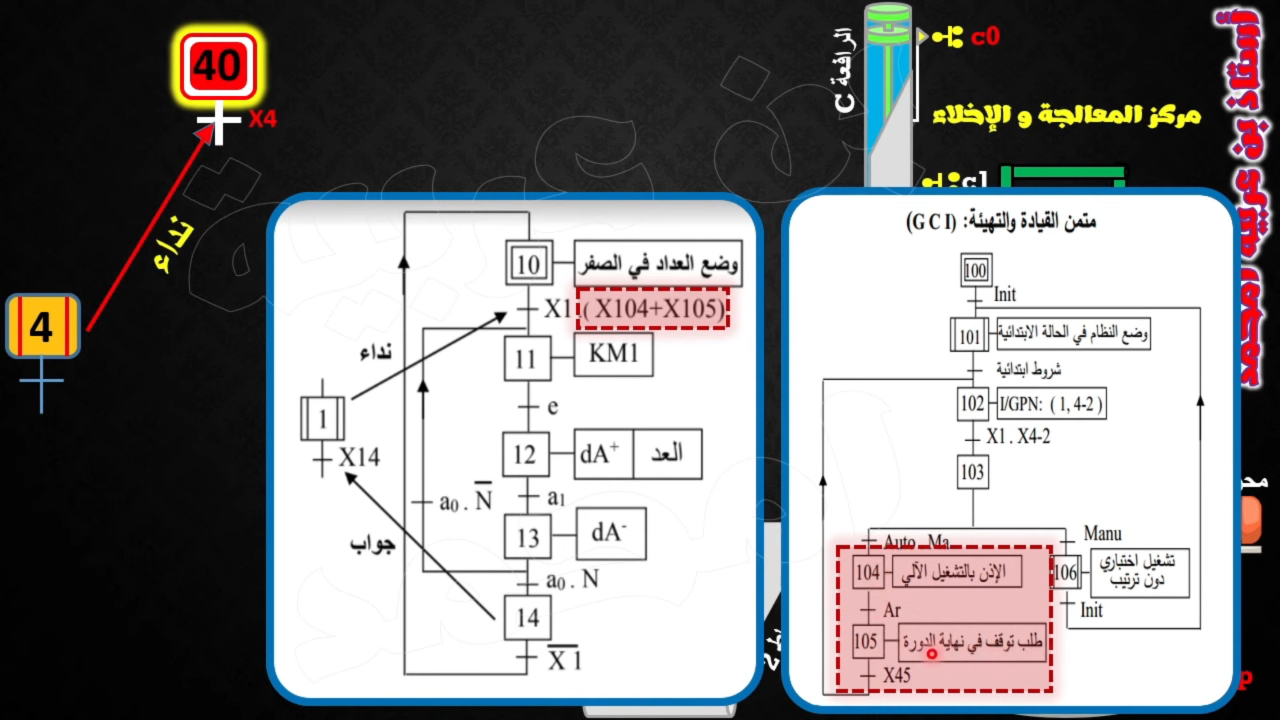 40
X4
نداء
4
الرافعة C
c0
مركز المعالجة و الإخلاء
c1
أستاذ بن عربية امحمد
10
وضع العداد في الصفر
X1.( X104+X105)
نداء
11
KM1
e
1
X14
12
dA⁺
العد
a₀ . N̅
a₁
جواب
13
dA⁻
a₀ . N
14
X̅1̅
متمن القيادة والتهيئة: (G C I)
100
Init
101
وضع النظام في الحالة الابتدائية
شروط ابتدائية
102
I/GPN: ( 1, 4-2 )
X1 . X4-2
103
Auto . Ma
Manu
104
الإذن بالتشغيل الآلي
106
تشغيل اختباري
دون ترتيب
Ar
Init
105
طلب توقف في نهاية الدورة
X45